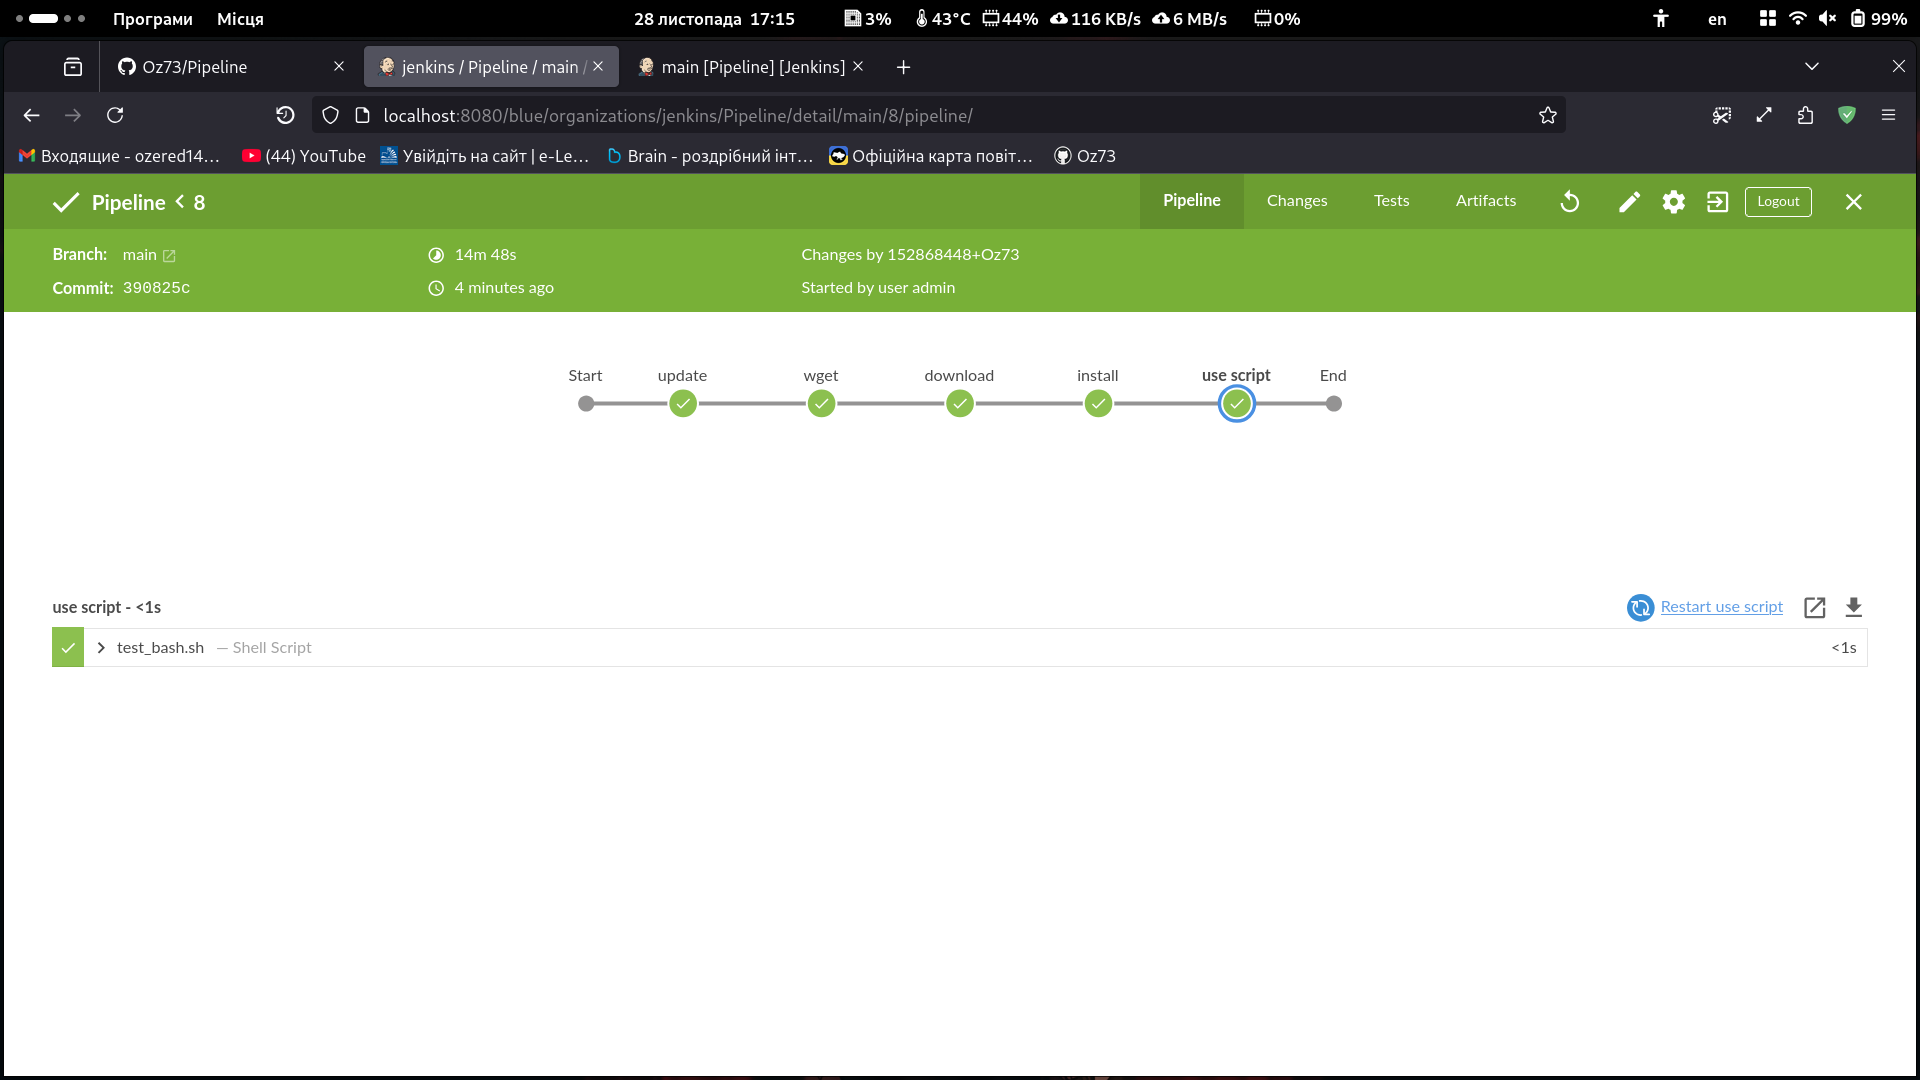 Програми Місця 28 листопада 17:15 3% 43°C 44% 116 KB/s 6 MB/s 0% en 99%
Oz73/Pipeline jenkins / Pipeline / main / main [Pipeline] [Jenkins]
localhost:8080/blue/organizations/jenkins/Pipeline/detail/main/8/pipeline/
Входящие - ozered14… (44) YouTube Увійдіть на сайт | e-Le… Brain - роздрібний інт… Офіційна карта повіт… Oz73
Pipeline < 8 Pipeline Changes Tests Artifacts Logout
Branch: main 14m 48s Changes by 152868448+Oz73
Commit: 390825c 4 minutes ago Started by user admin
Start update wget download install use script End
use script - <1s Restart use script
test_bash.sh — Shell Script <1s